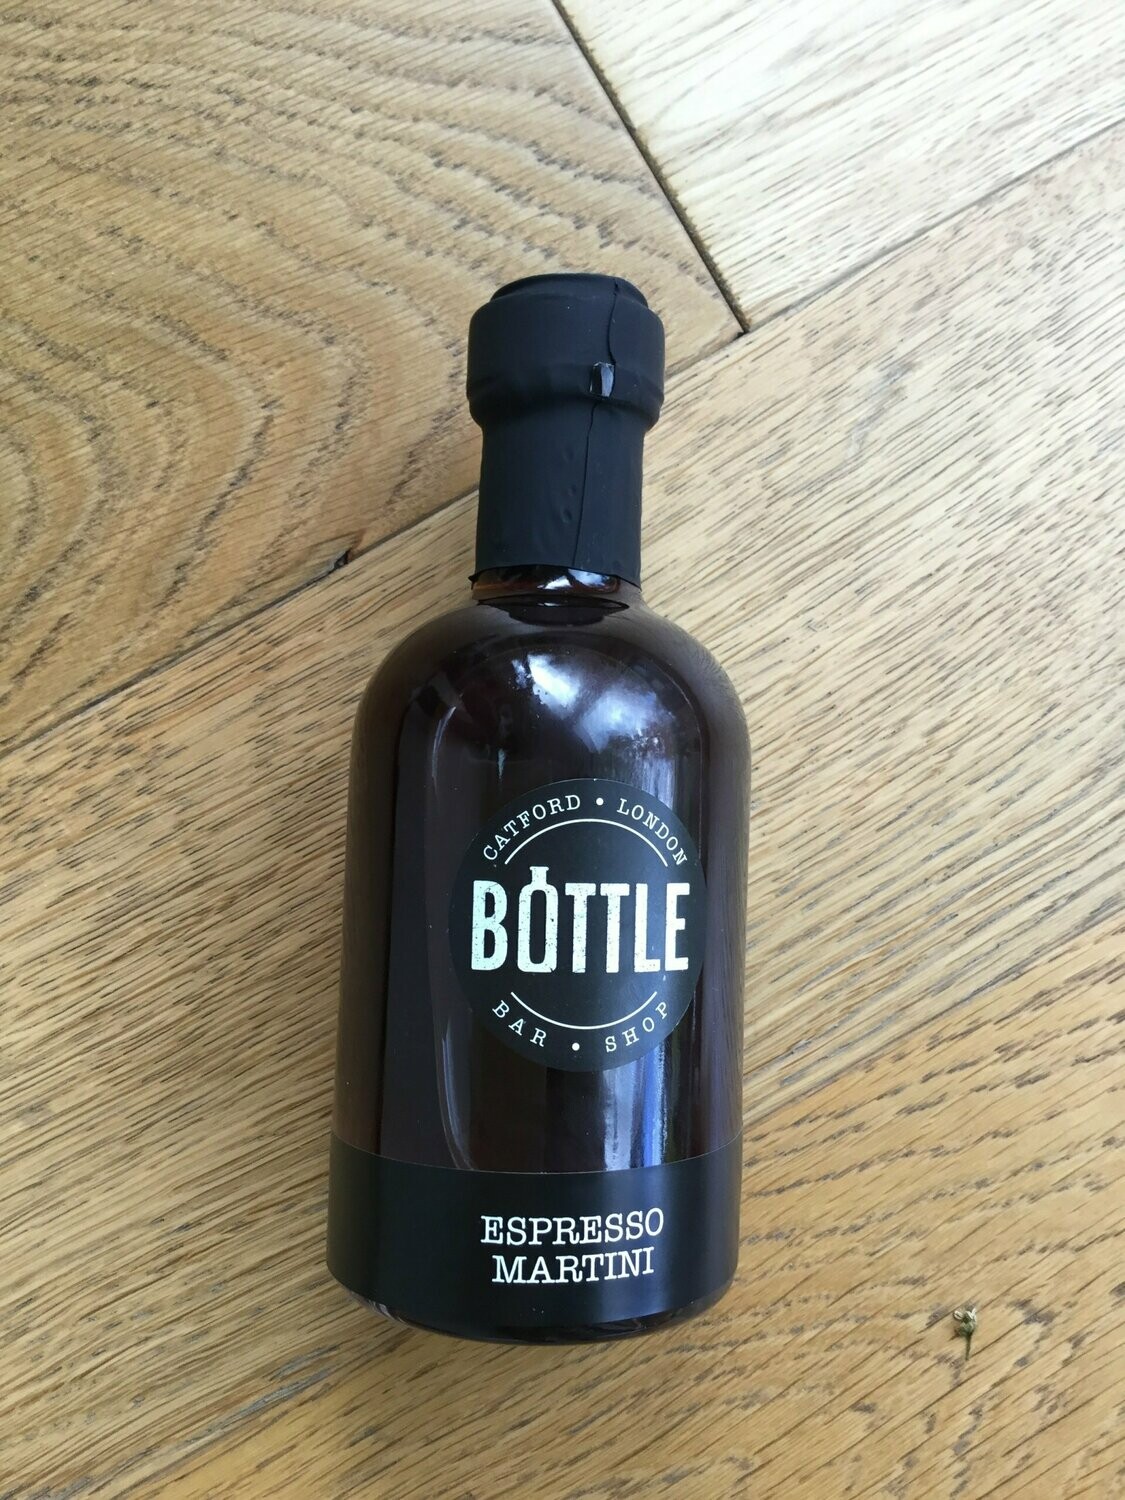 CATFORD • LONDON
BOTTLE
BAR • SHOP
ESPRESSO
MARTINI